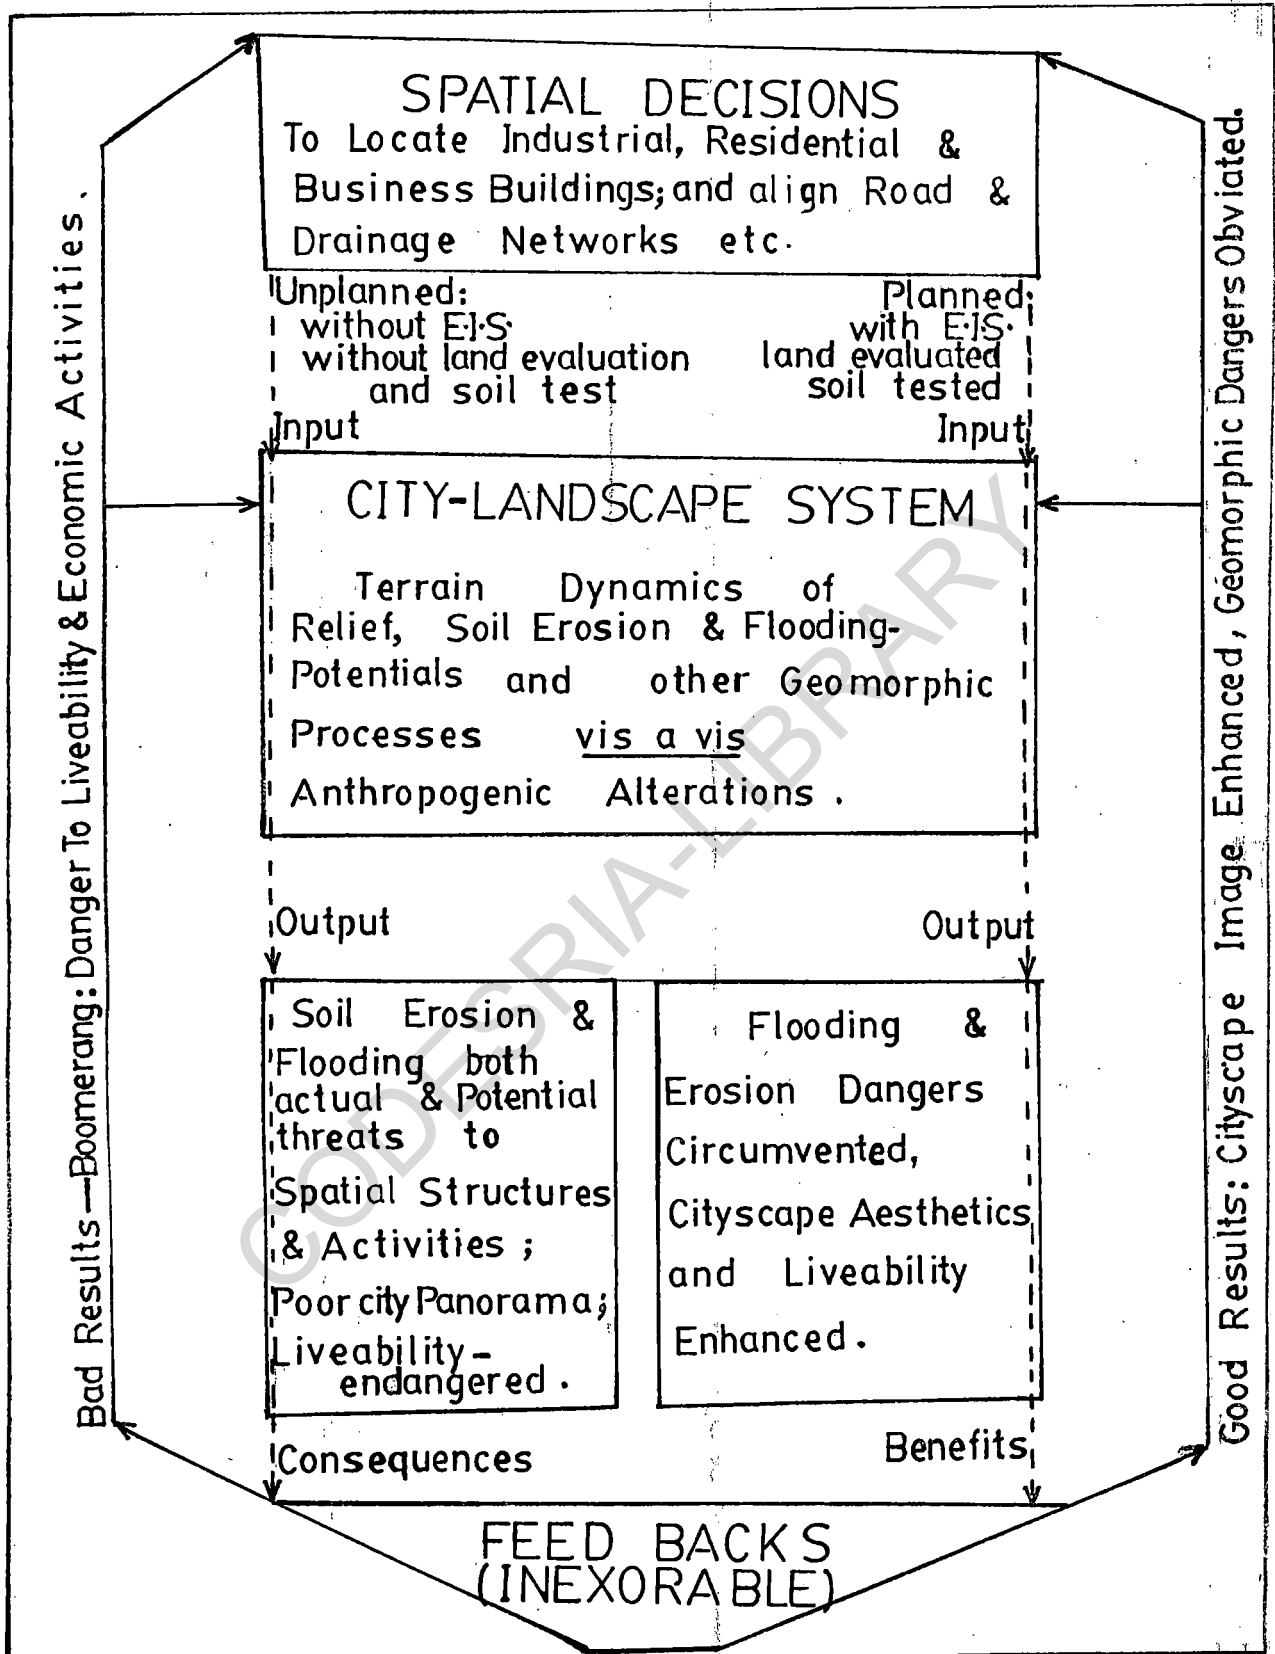 SPATIAL DECISIONS
To Locate Industrial, Residential &
Business Buildings; and align Road &
Drainage Networks etc.
Unplanned:
without E.I.S.
without land evaluation
and soil test
Input
Planned:
with E.I.S.
land evaluated
soil tested
Input
CITY-LANDSCAPE SYSTEM
Terrain Dynamics of
Relief, Soil Erosion & Flooding-
Potentials and other Geomorphic
Processes vis a vis
Anthropogenic Alterations.
Output
Output
Soil Erosion &
Flooding both
actual & Potential
threats to
Spatial Structures
& Activities;
Poor city Panorama;
Liveability-
endangered.
Flooding &
Erosion Dangers
Circumvented,
Cityscape Aesthetics
and Liveability
Enhanced.
Consequences
Benefits
FEED BACKS
(INEXORABLE)
Bad Results—Boomerang: Danger To Liveability & Economic Activities.
Good Results: Cityscape Image Enhanced, Geomorphic Dangers Obviated.
CODESRIA-LIBRARY